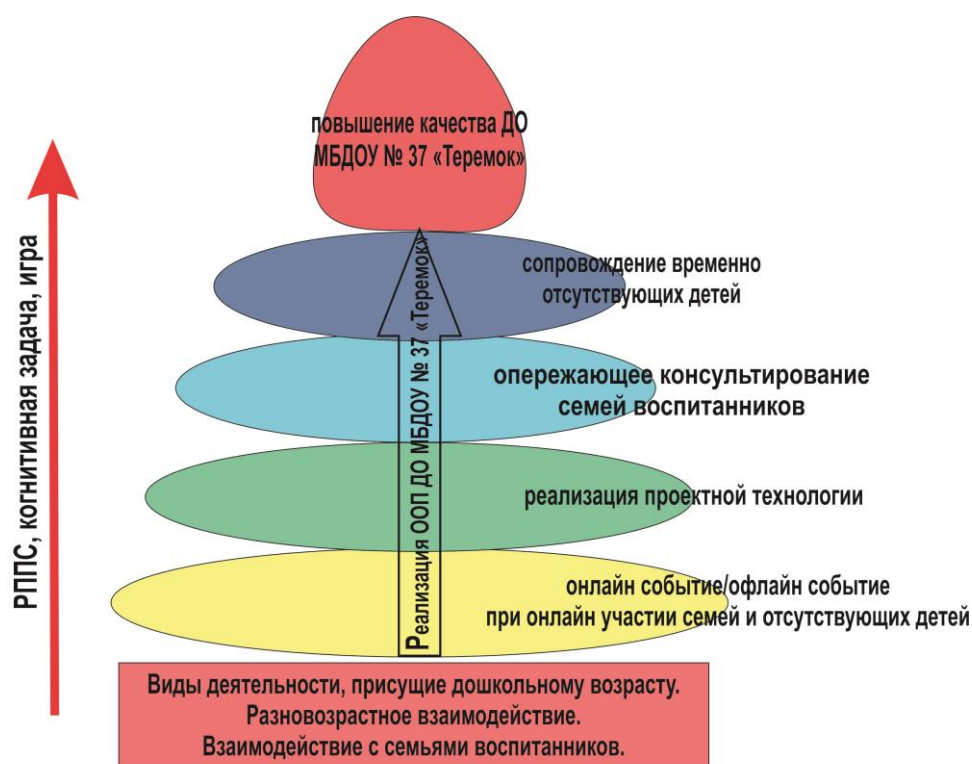 повышение качества ДО
МБДОУ № 37 «Теремок»
сопровождение временно
отсутствующих детей
опережающее консультирование
семей воспитанников
реализация проектной технологии
онлайн событие/офлайн событие
при онлайн участии семей и отсутствующих детей
Реализация ООП ДО МБДОУ № 37 «Теремок»
РППС, когнитивная задача, игра
Виды деятельности, присущие дошкольному возрасту.
Разновозрастное взаимодействие.
Взаимодействие с семьями воспитанников.